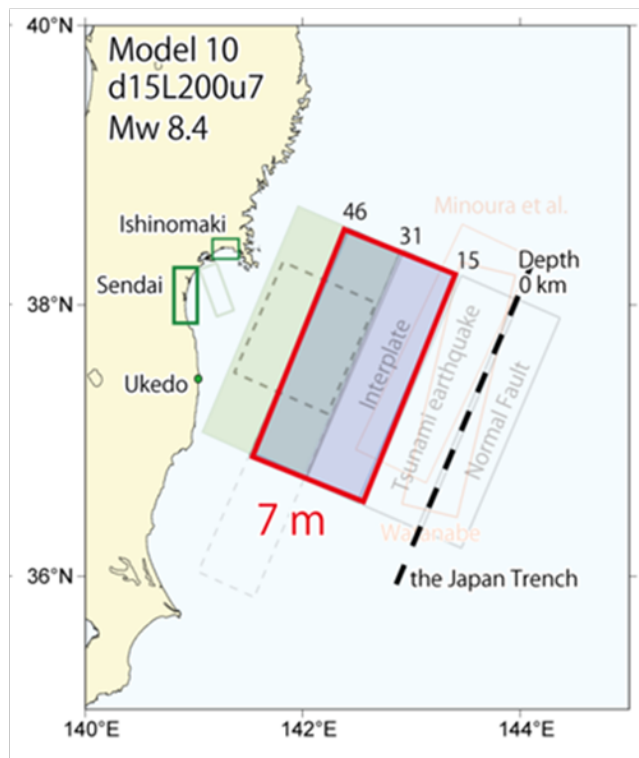 40°N
Model 10
d15L200u7
Mw 8.4
Minoura et al.
46
31
15
Ishinomaki
Depth
0 km
Sendai
38°N
Interplate
Tsunami earthquake
Normal Fault
Ukedo
7 m
Watanabe
36°N
the Japan Trench
140°E
142°E
144°E